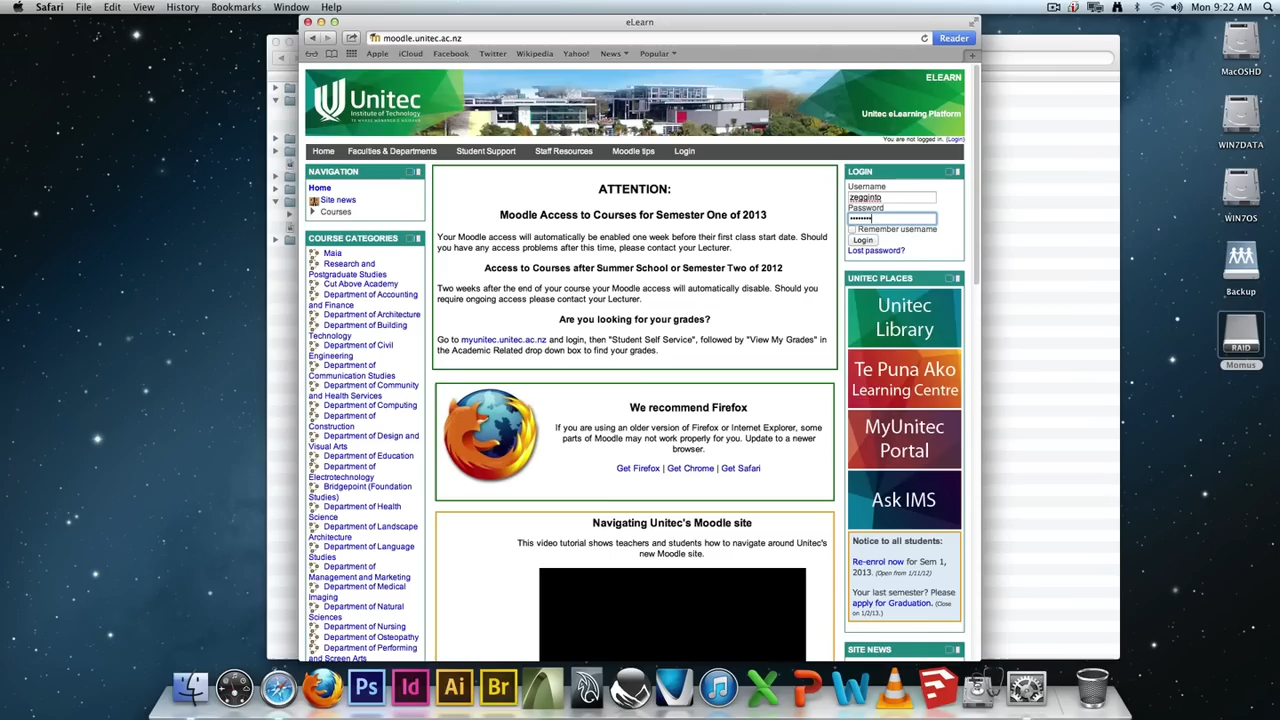 Safari File Edit View History Bookmarks Window Help
Mon 9:22 AM
eLearn
moodle.unitec.ac.nz
Reader
Apple iCloud Facebook Twitter Wikipedia Yahoo! News Popular
Unitec
Institute of Technology
ELEARN
Unitec eLearning Platform
You are not logged in. (Login)
Home Faculties & Departments Student Support Staff Resources Moodle tips Login
NAVIGATION
Home
Site news
Courses
COURSE CATEGORIES
Maia
Research and
Postgraduate Studies
Cut Above Academy
Department of Accounting
and Finance
Department of Architecture
Department of Building
Technology
Department of Civil
Engineering
Department of
Communication Studies
Department of Community
and Health Services
Department of Computing
Department of
Construction
Department of Design and
Visual Arts
Department of Education
Department of
Electrotechnology
Bridgepoint (Foundation
Studies)
Department of Health
Science
Department of Landscape
Architecture
Department of Language
Studies
Department of
Management and Marketing
Department of Medical
Imaging
Department of Natural
Sciences
Department of Nursing
Department of Osteopathy
Department of Performing
and Screen Arts
ATTENTION:
Moodle Access to Courses for Semester One of 2013
Your Moodle access will automatically be enabled one week before their first class start date. Should
you have any access problems after this time, please contact your Lecturer.
Access to Courses after Summer School or Semester Two of 2012
Two weeks after the end of your course your Moodle access will automatically disable. Should you
require ongoing access please contact your Lecturer.
Are you looking for your grades?
Go to myunitec.unitec.ac.nz and login, then "Student Self Service", followed by "View My Grades" in
the Academic Related drop down box to find your grades.
We recommend Firefox
If you are using an older version of Firefox or Internet Explorer, some
parts of Moodle may not work properly for you. Update to a newer
browser.
Get Firefox | Get Chrome | Get Safari
Navigating Unitec's Moodle site
This video tutorial shows teachers and students how to navigate around Unitec's
new Moodle site.
LOGIN
Username
zegginto
Password
••••••••
Remember username
Login
Lost password?
UNITEC PLACES
Unitec
Library
Te Puna Ako
Learning Centre
MyUnitec
Portal
Ask IMS
Notice to all students:
Re-enrol now for Sem 1,
2013. (Open from 1/11/12)
Your last semester? Please
apply for Graduation. (Close
on 1/2/13.)
SITE NEWS
MacOSHD
WIN7DATA
WIN7OS
Backup
RAID
Momus
Ps Id Ai Br